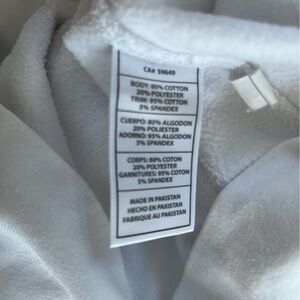 CA# 59649
BODY: 80% COTTON
20% POLYESTER
TRIM: 95% COTTON
5% SPANDEX
CUERPO: 80% ALGODON
20% POLIESTER
ADORNO: 95% ALGODON
5% SPANDEX
CORPS: 80% COTON
20% POLYESTER
GARNITURES: 95% COTON
5% SPANDEX
MADE IN PAKISTAN
HECHO EN PAKISTAN
FABRIQUE AU PAKISTAN